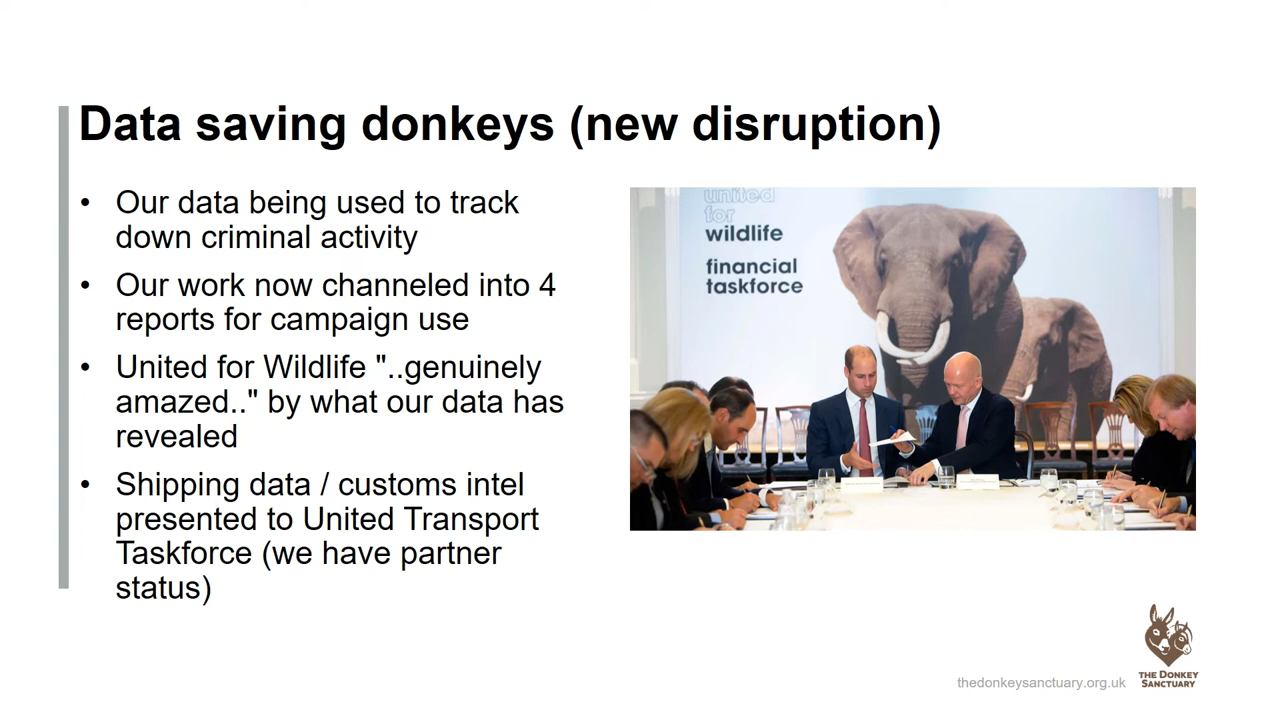 Data saving donkeys (new disruption)
• Our data being used to track
down criminal activity
• Our work now channeled into 4
reports for campaign use
• United for Wildlife "..genuinely
amazed.." by what our data has
revealed
• Shipping data / customs intel
presented to United Transport
Taskforce (we have partner
status)
united
for
wildlife
financial
taskforce
thedonkeysanctuary.org.uk
THE DONKEY
SANCTUARY